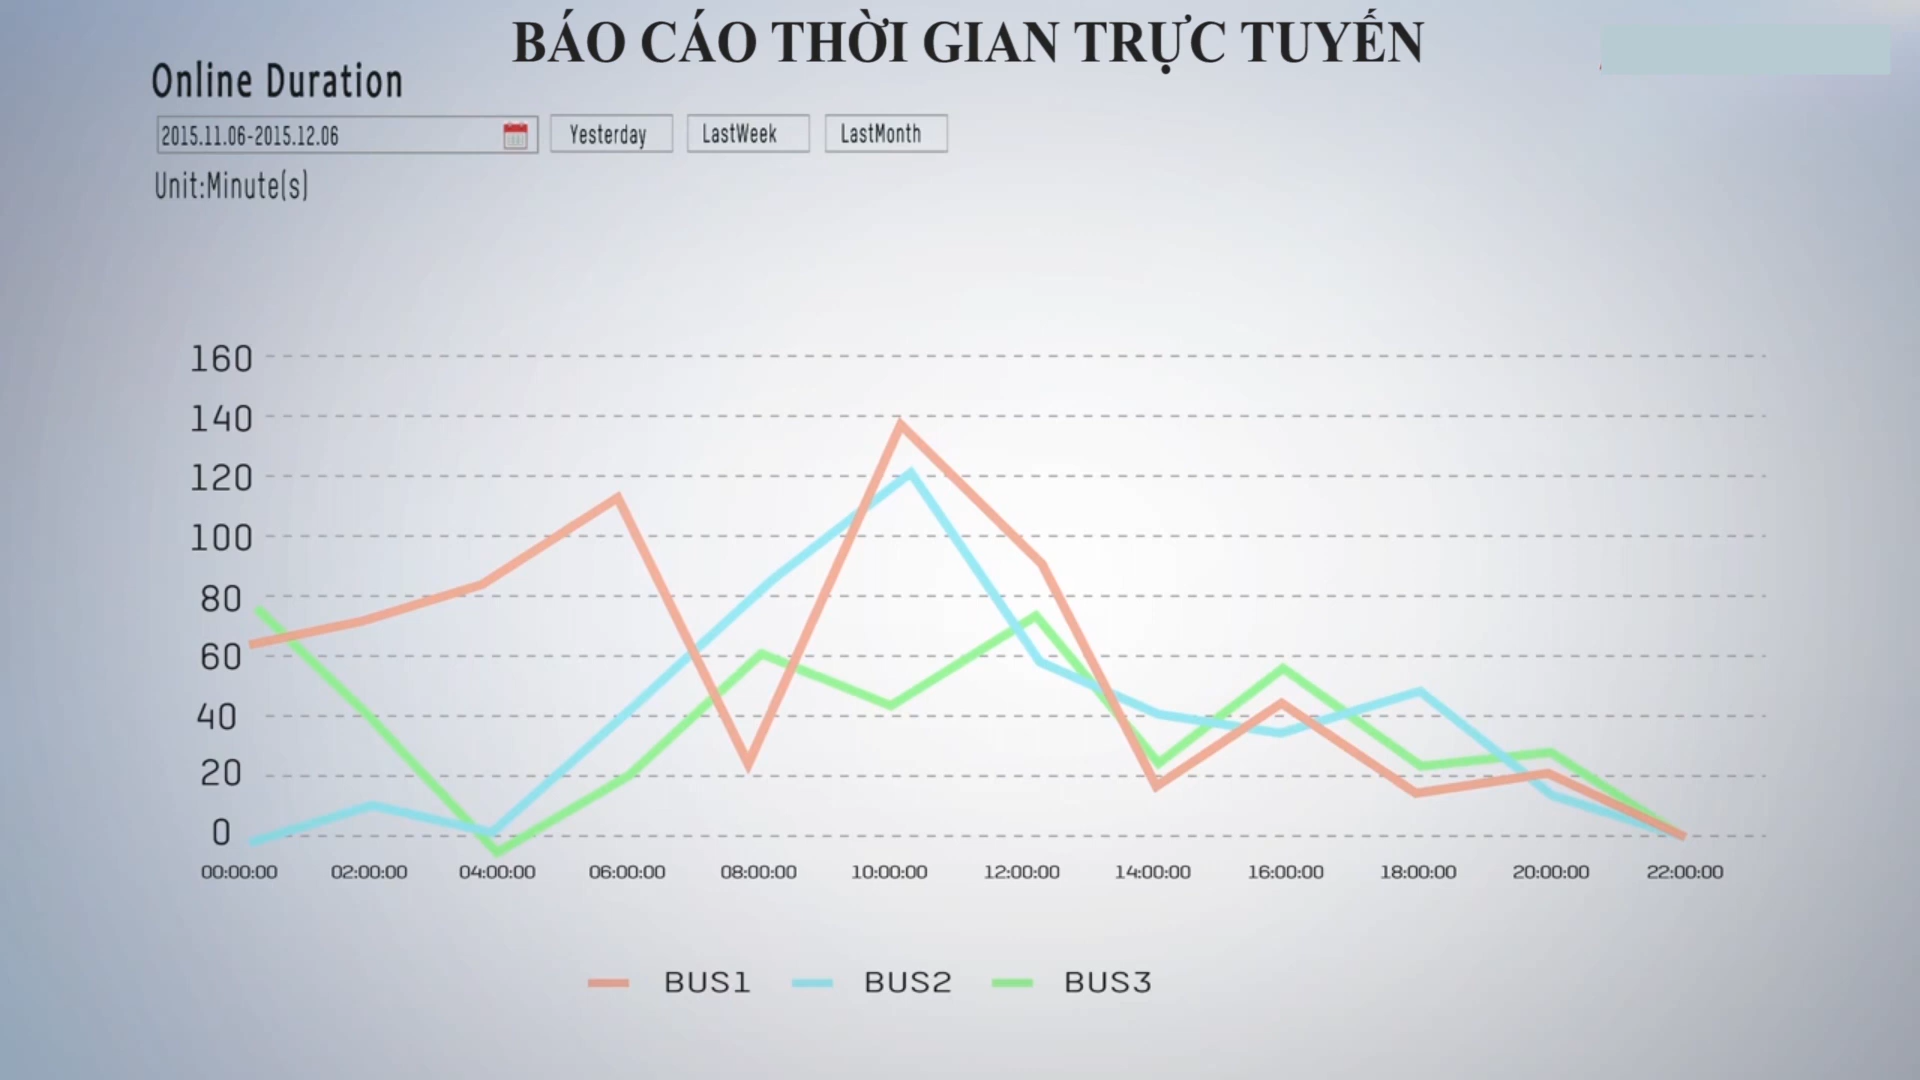 BÁO CÁO THỜI GIAN TRỰC TUYẾN
Online Duration
2015.11.06-2015.12.06 Yesterday LastWeek LastMonth
Unit:Minute(s)
160
140
120
100
80
60
40
20
0
00:00:00 02:00:00 04:00:00 06:00:00 08:00:00 10:00:00 12:00:00 14:00:00 16:00:00 18:00:00 20:00:00 22:00:00
BUS1 BUS2 BUS3